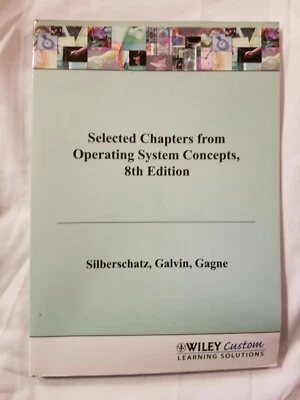 Selected Chapters from
Operating System Concepts,
8th Edition
Silberschatz, Galvin, Gagne
WILEY Custom
LEARNING SOLUTIONS